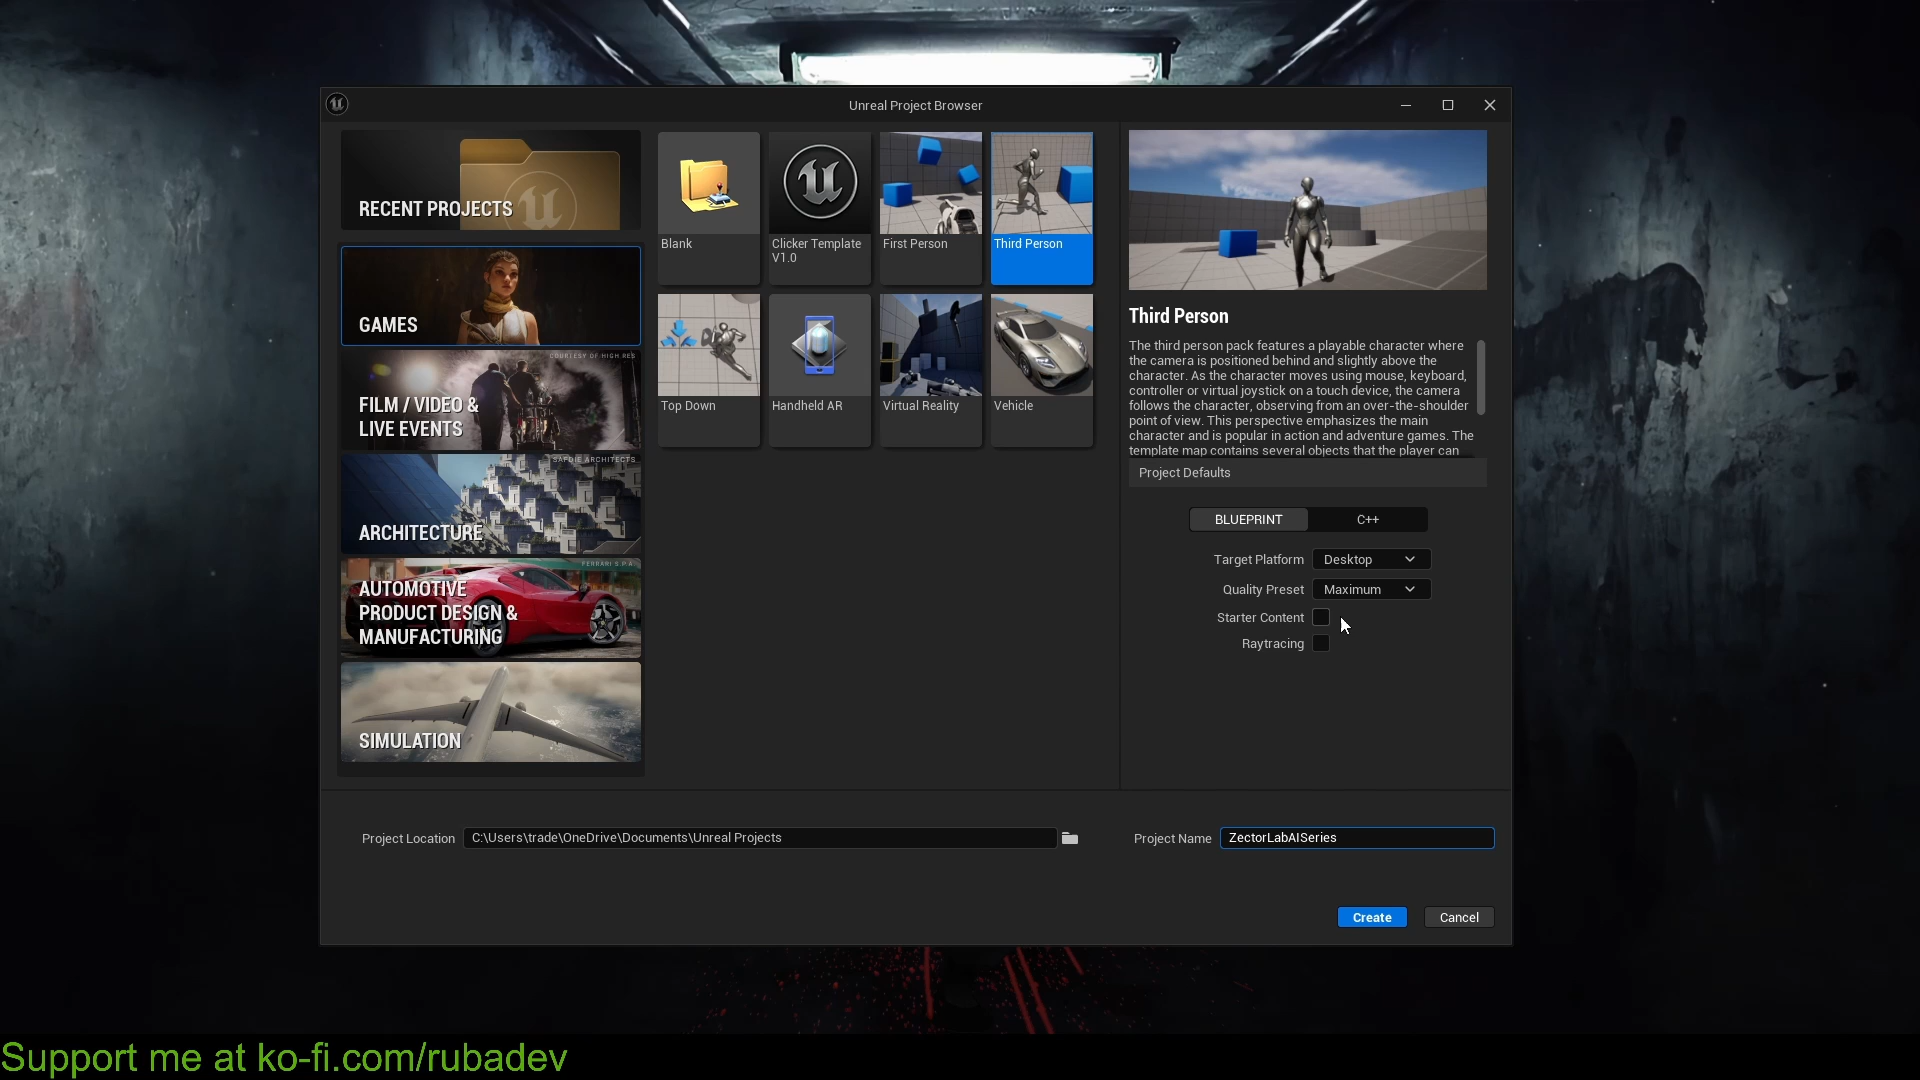 Unreal Project Browser
RECENT PROJECTS
GAMES
COURTESY OF HIGH RES
FILM / VIDEO &
LIVE EVENTS
SAFDIE ARCHITECTS
ARCHITECTURE
FERRARI S.P.A.
AUTOMOTIVE
PRODUCT DESIGN &
MANUFACTURING
SIMULATION
Blank
Clicker Template
V1.0
First Person
Third Person
Top Down
Handheld AR
Virtual Reality
Vehicle
Third Person
The third person pack features a playable character where
the camera is positioned behind and slightly above the
character. As the character moves using mouse, keyboard,
controller or virtual joystick on a touch device, the camera
follows the character, observing from an over-the-shoulder
point of view. This perspective emphasizes the main
character and is popular in action and adventure games. The
template map contains several objects that the player can
Project Defaults
BLUEPRINT
C++
Target Platform
Desktop
Quality Preset
Maximum
Starter Content
Raytracing
Project Location
C:\Users\trade\OneDrive\Documents\Unreal Projects
Project Name
ZectorLabAISeries
Create
Cancel
Support me at ko-fi.com/rubadev